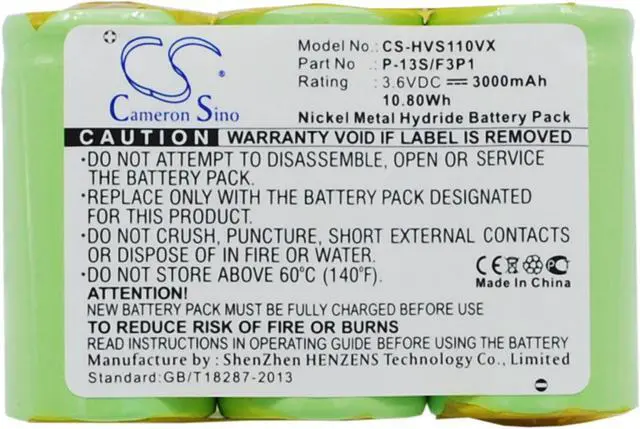 CS
Cameron Sino
Model No.: CS-HVS110VX
Part No : P-13S/F3P1
Rating : 3.6VDC ⎓ 3000mAh
10.80Wh
Nickel Metal Hydride Battery Pack
CAUTION WARRANTY VOID IF LABEL IS REMOVED
•DO NOT ATTEMPT TO DISASSEMBLE, OPEN OR SERVICE
THE BATTERY PACK.
•REPLACE ONLY WITH THE BATTERY PACK DESIGNATED
FOR THIS PRODUCT.
•DO NOT CRUSH, PUNCTURE, SHORT EXTERNAL CONTACTS
OR DISPOSE OF IN FIRE OR WATER.
•DO NOT STORE ABOVE 60°C (140°F).
CE
Made In China
ATTENTION!
NEW BATTERY PACK MUST BE FULLY CHARGED BEFORE USE
TO REDUCE RISK OF FIRE OR BURNS
READ INSTRUCTIONS IN OPERATING GUIDE BEFORE USING BATTERY
Manufacturing by : ShenZhen HENZENS Technology Co., Limited
Standard:GB/T18287-2013